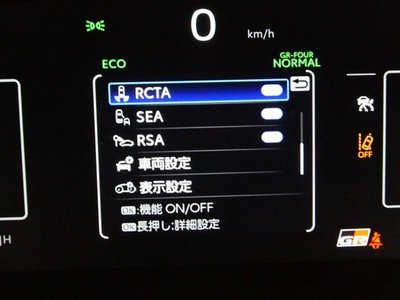 0
km/h
ECO
GR-FOUR
NORMAL
RCTA
SEA
RSA
車両設定
表示設定
OK:機能 ON/OFF
OK長押し:詳細設定
OFF
/H
GR